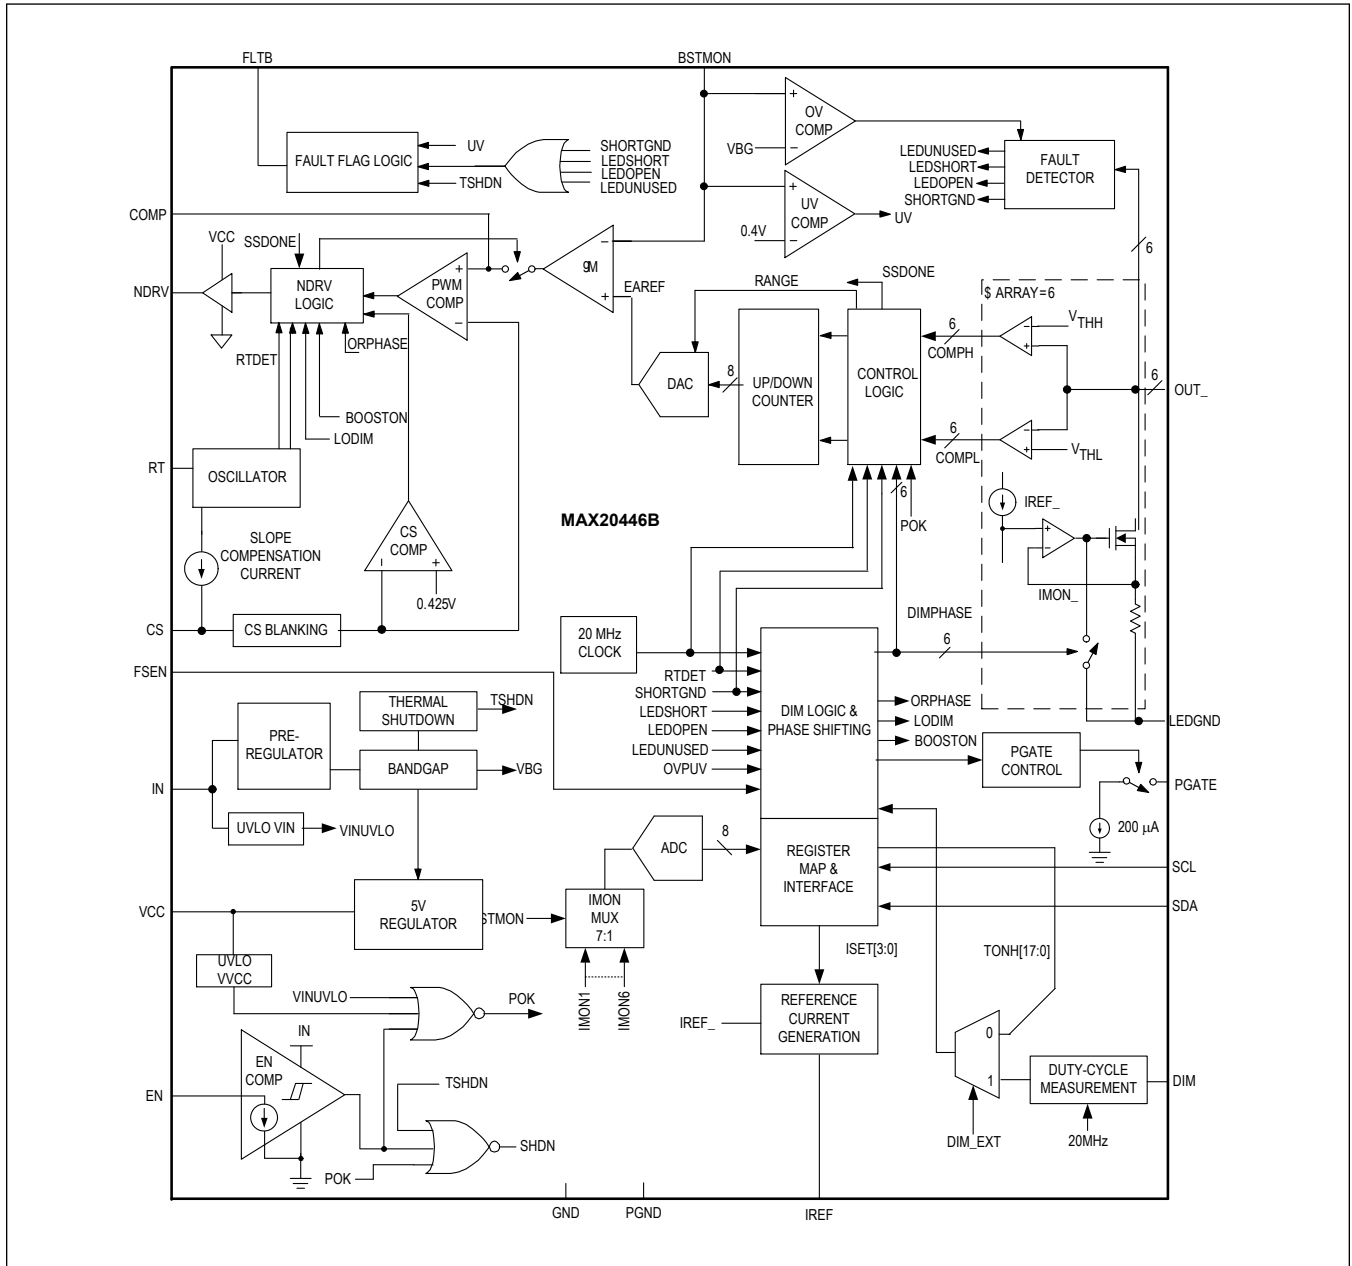 FLTB
BSTMON
FAULT FLAG LOGIC
UV
TSHDN
SHORTGND
LEDSHORT
LEDOPEN
LEDUNUSED
+
OV
COMP
VBG
−
LEDUNUSED
LEDSHORT
LEDOPEN
SHORTGND
FAULT
DETECTOR
+
UV
COMP
0.4V
−
UV
6
COMP
VCC
SSDONE
NDRV
NDRV
LOGIC
+
PWM
COMP
−
−
gM
+
EAREF
RTDET
ORPHASE
BOOSTON
LODIM
RANGE
SSDONE
DAC
8
UP/DOWN
COUNTER
CONTROL
LOGIC
6
COMPH
6
COMPL
6
POK
$ ARRAY=6
−
+
VTHH
−
+
VTHL
6
OUT_
IREF_
+
−
IMON_
RT
OSCILLATOR
SLOPE
COMPENSATION
CURRENT
CS
COMP
−
+
0.425V
MAX20446B
CS
CS BLANKING
FSEN
20 MHz
CLOCK
DIMPHASE
6
RTDET
SHORTGND
LEDSHORT
LEDOPEN
LEDUNUSED
OVPUV
DIM LOGIC &
PHASE SHIFTING
ORPHASE
LODIM
BOOSTON
LEDGND
PGATE
CONTROL
PGATE
200 µA
THERMAL
SHUTDOWN
TSHDN
PRE-
REGULATOR
BANDGAP
VBG
IN
UVLO VIN
VINUVLO
ADC
8
REGISTER
MAP &
INTERFACE
SCL
SDA
VCC
5V
REGULATOR
STMON
IMON
MUX
7:1
IMON1
IMON6
ISET[3:0]
TONH[17:0]
UVLO
VVCC
VINUVLO
POK
IREF_
REFERENCE
CURRENT
GENERATION
IN
EN
COMP
EN
TSHDN
SHDN
POK
0
1
DUTY-CYCLE
MEASUREMENT
DIM
DIM_EXT
20MHz
GND
PGND
IREF